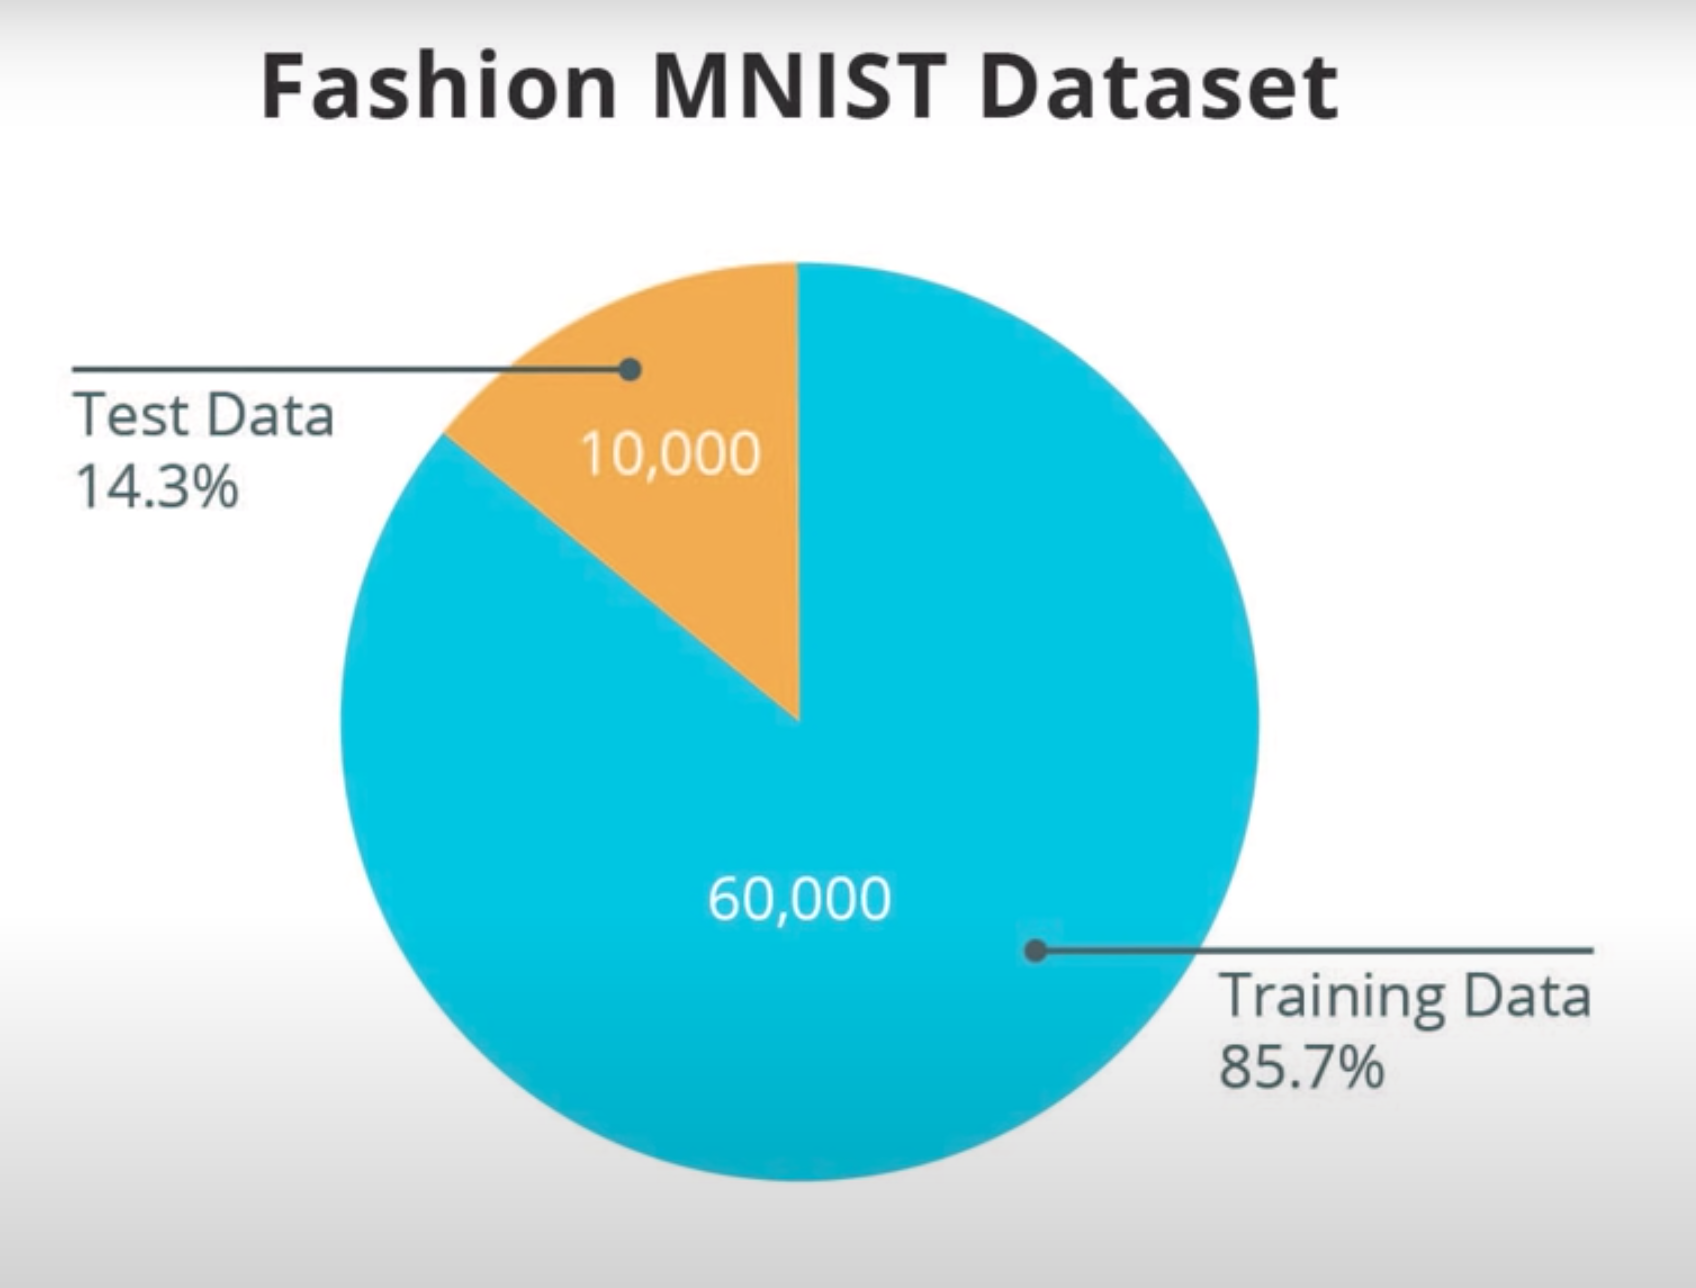 Fashion MNIST Dataset
Test Data
14.3%
10,000
60,000
Training Data
85.7%